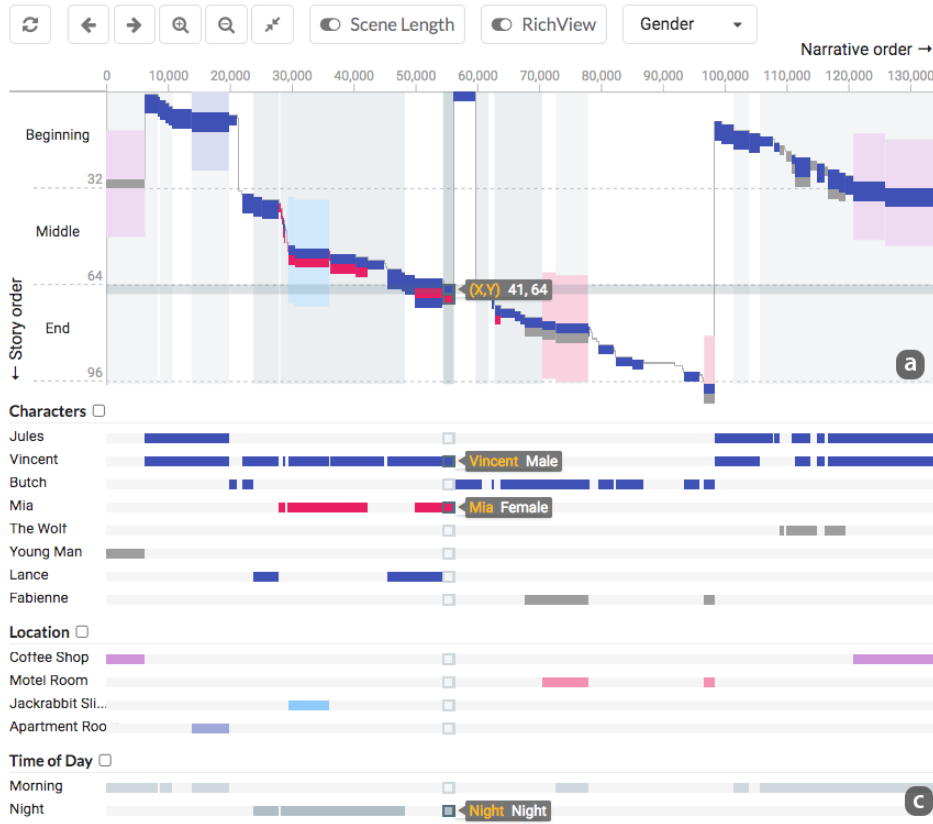 Scene Length
RichView
Gender
Narrative order →
0 10,000 20,000 30,000 40,000 50,000 60,000 70,000 80,000 90,000 100,000 110,000 120,000 130,000
Beginning
32
Middle
64
(X,Y) 41, 64
End
96
← Story order
a
Characters
Jules
Vincent
Vincent Male
Butch
Mia
Mia Female
The Wolf
Young Man
Lance
Fabienne
Location
Coffee Shop
Motel Room
Jackrabbit Sli...
Apartment Roo...
Time of Day
Morning
Night
Night Night
c